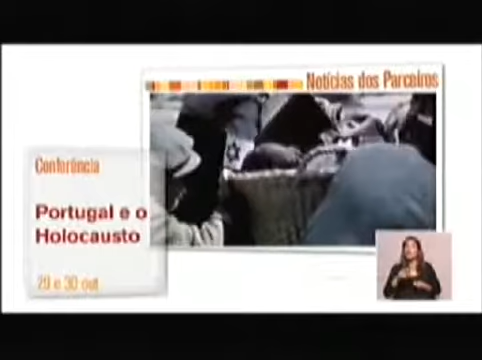 Notícias dos Parceiros
Conferência
Portugal e o
Holocausto
29 e 30 out